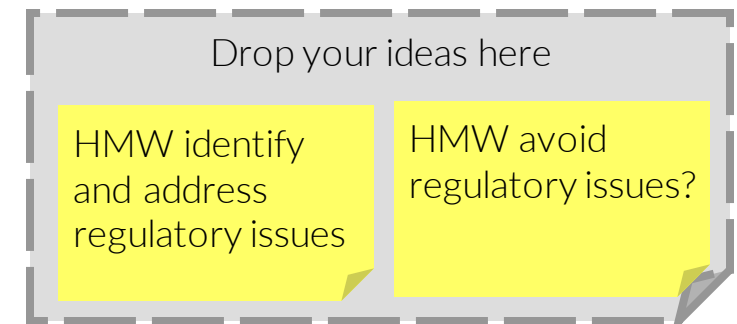 Drop your ideas here
HMW identify
and address
regulatory issues
HMW avoid
regulatory issues?